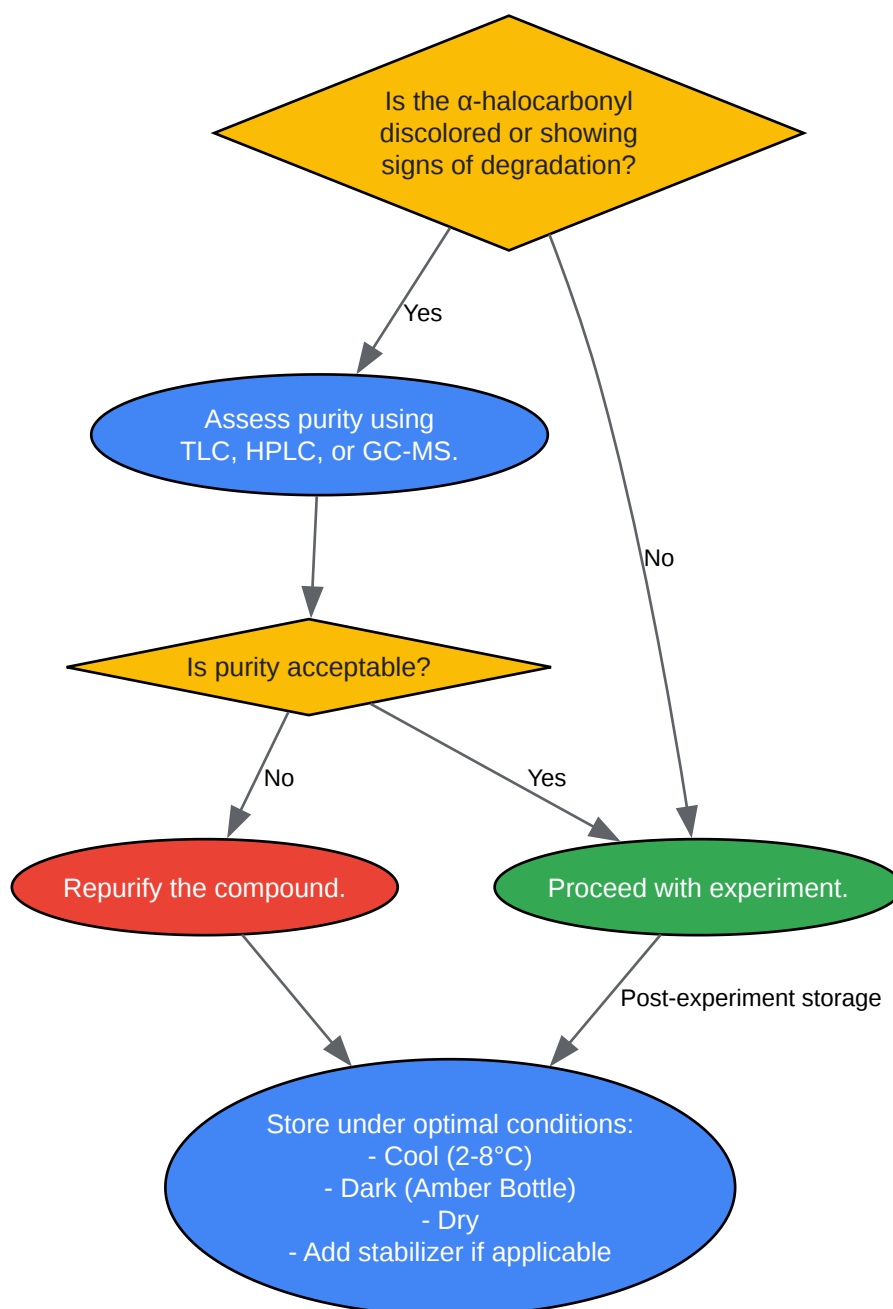 Is the α-halocarbonyl
discolored or showing
signs of degradation?
Yes
Assess purity using
TLC, HPLC, or GC-MS.
No
Is purity acceptable?
No
Yes
Repurify the compound.
Proceed with experiment.
Post-experiment storage
Store under optimal conditions:
- Cool (2-8°C)
- Dark (Amber Bottle)
- Dry
- Add stabilizer if applicable